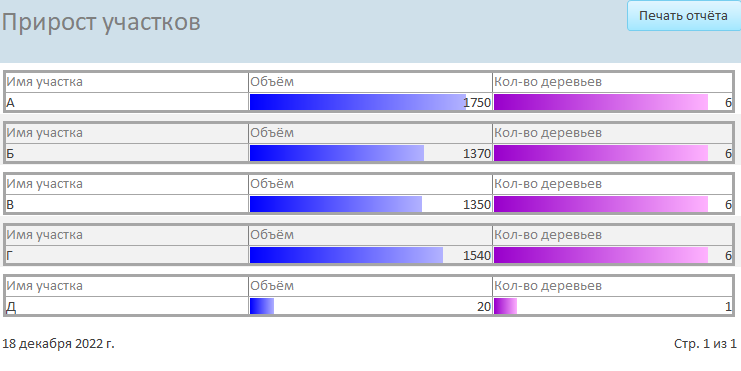 Прирост участков
Печать отчёта
Имя участка Объём Кол-во деревьев
А 1750 6
Имя участка Объём Кол-во деревьев
Б 1370 6
Имя участка Объём Кол-во деревьев
В 1350 6
Имя участка Объём Кол-во деревьев
Г 1540 6
Имя участка Объём Кол-во деревьев
Д 20 1
18 декабря 2022 г. Стр. 1 из 1